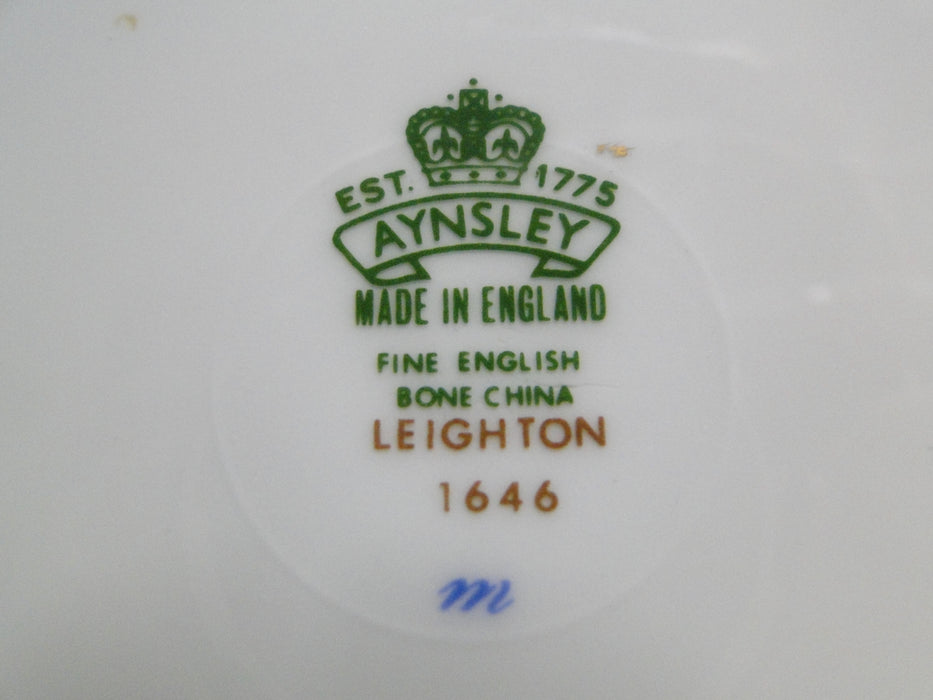 EST. 1775
AYNSLEY
MADE IN ENGLAND
FINE ENGLISH
BONE CHINA
LEIGHTON
1646
m